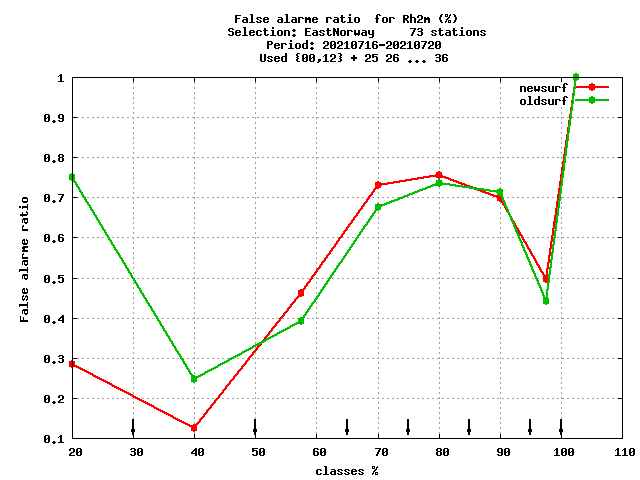 False alarme ratio  for Rh2m (%)
Selection: EastNorway     73 stations
Period: 20210716-20210720
Used {00,12} + 25 26 ... 36
newsurf
oldsurf
1
0.9
0.8
0.7
0.6
0.5
0.4
0.3
0.2
0.1
False alarme ratio
20 30 40 50 60 70 80 90 100 110
classes %